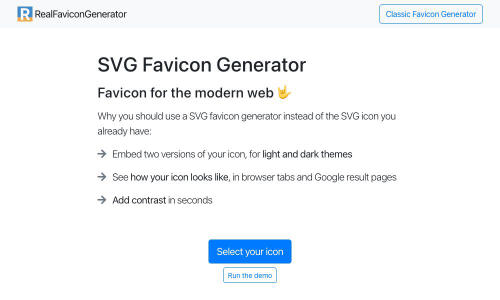 RealFaviconGenerator
Classic Favicon Generator
SVG Favicon Generator
Favicon for the modern web 🤟
Why you should use a SVG favicon generator instead of the SVG icon you
already have:
→ Embed two versions of your icon, for light and dark themes
→ See how your icon looks like, in browser tabs and Google result pages
→ Add contrast in seconds
Select your icon
Run the demo